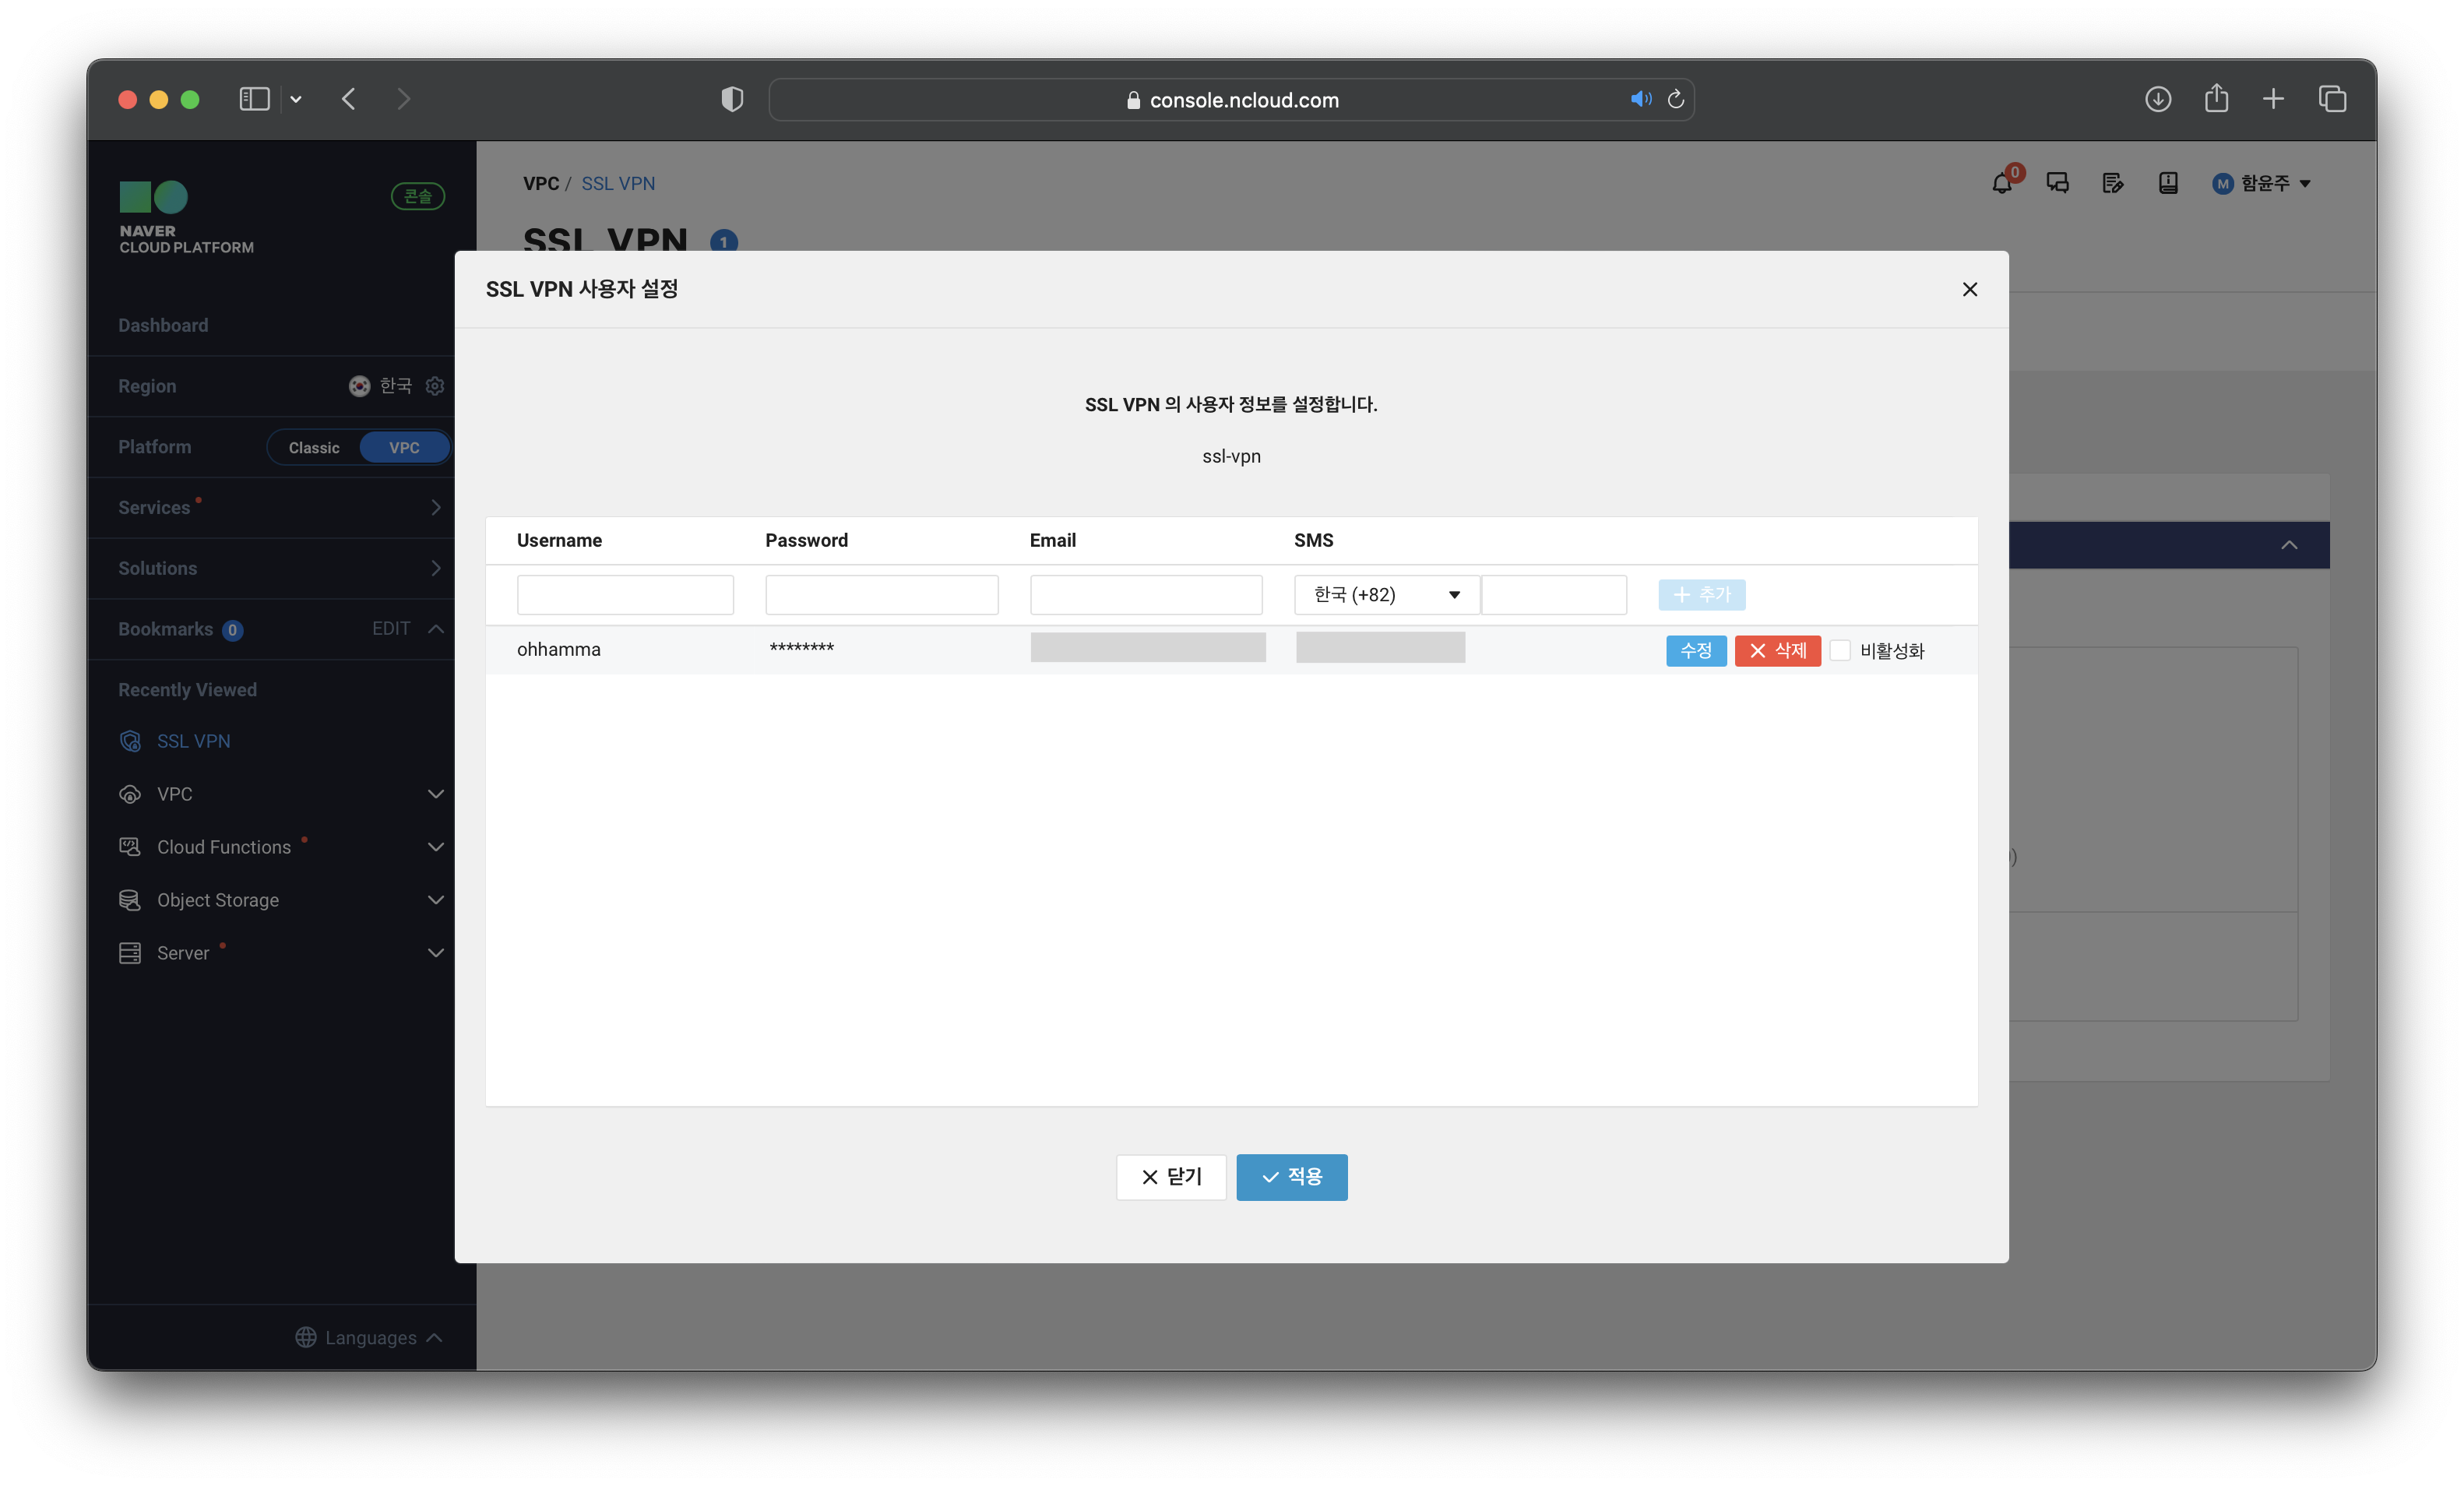 console.ncloud.com
NAVER
CLOUD PLATFORM
콘솔
Dashboard
Region 한국
Platform Classic VPC
Services
Solutions
Bookmarks 0 EDIT
Recently Viewed
SSL VPN
VPC
Cloud Functions
Object Storage
Server
Languages
VPC / SSL VPN
0 M 함윤주
SSL VPN 1
SSL VPN 사용자 설정
SSL VPN 의 사용자 정보를 설정합니다.
ssl-vpn
Username Password Email SMS
한국 (+82) + 추가
ohhamma ******** 수정 삭제 비활성화
닫기 적용
)